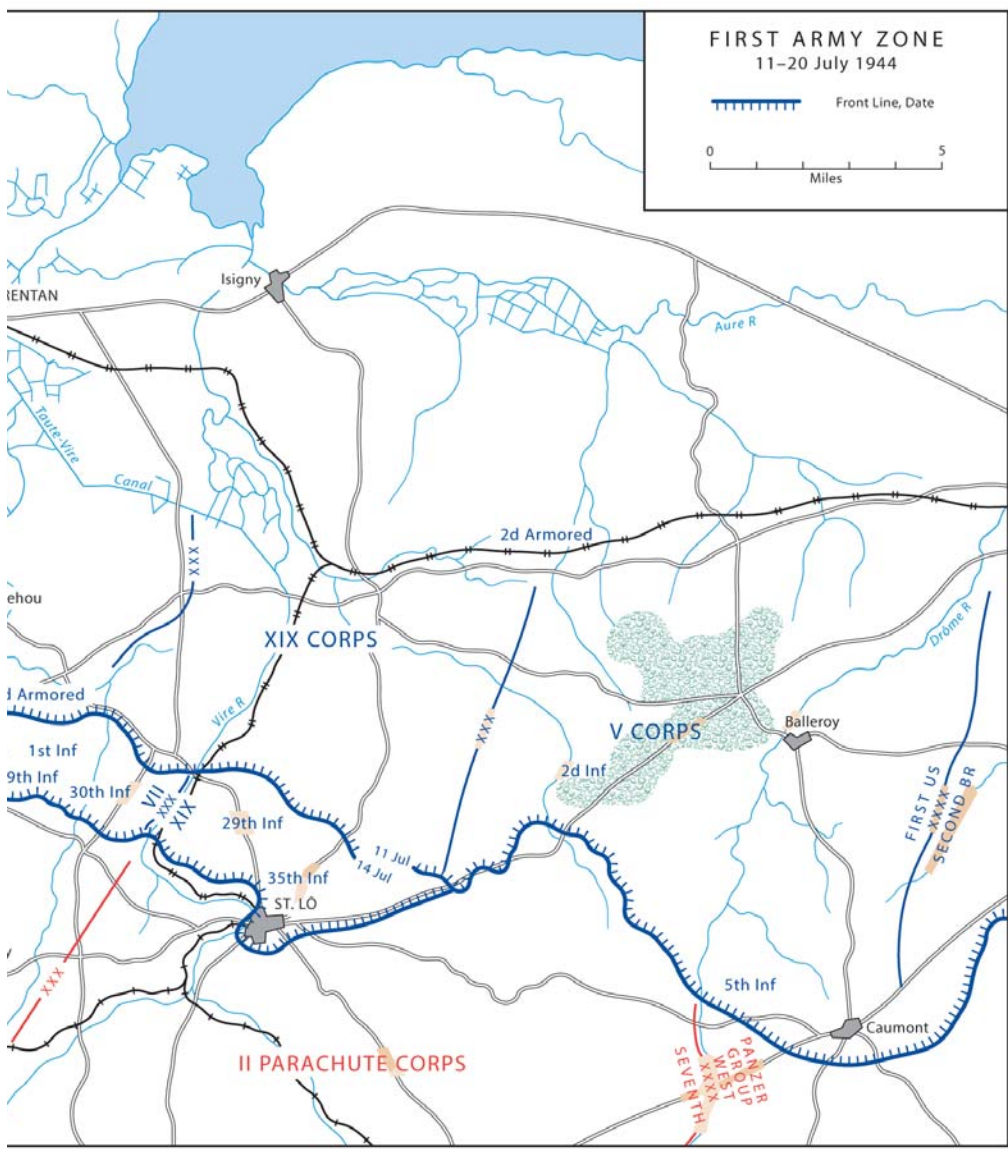 FIRST ARMY ZONE
11–20 July 1944
Front Line, Date
0
5
Miles
Isigny
RENTAN
Aure R
Taute-Vire
Canal
2d Armored
XXX
ehou
XIX CORPS
Drôme R
Vire R
d Armored
V CORPS
Balleroy
XXX
1st Inf
2d Inf
9th Inf
30th Inf
VII
XXX
XIX
FIRST US
XXXX
SECOND BR
29th Inf
11 Jul
14 Jul
35th Inf
ST. LÔ
XXX
5th Inf
Caumont
II PARACHUTE CORPS
SEVENTH
XXXX
PANZER
GROUP
WEST